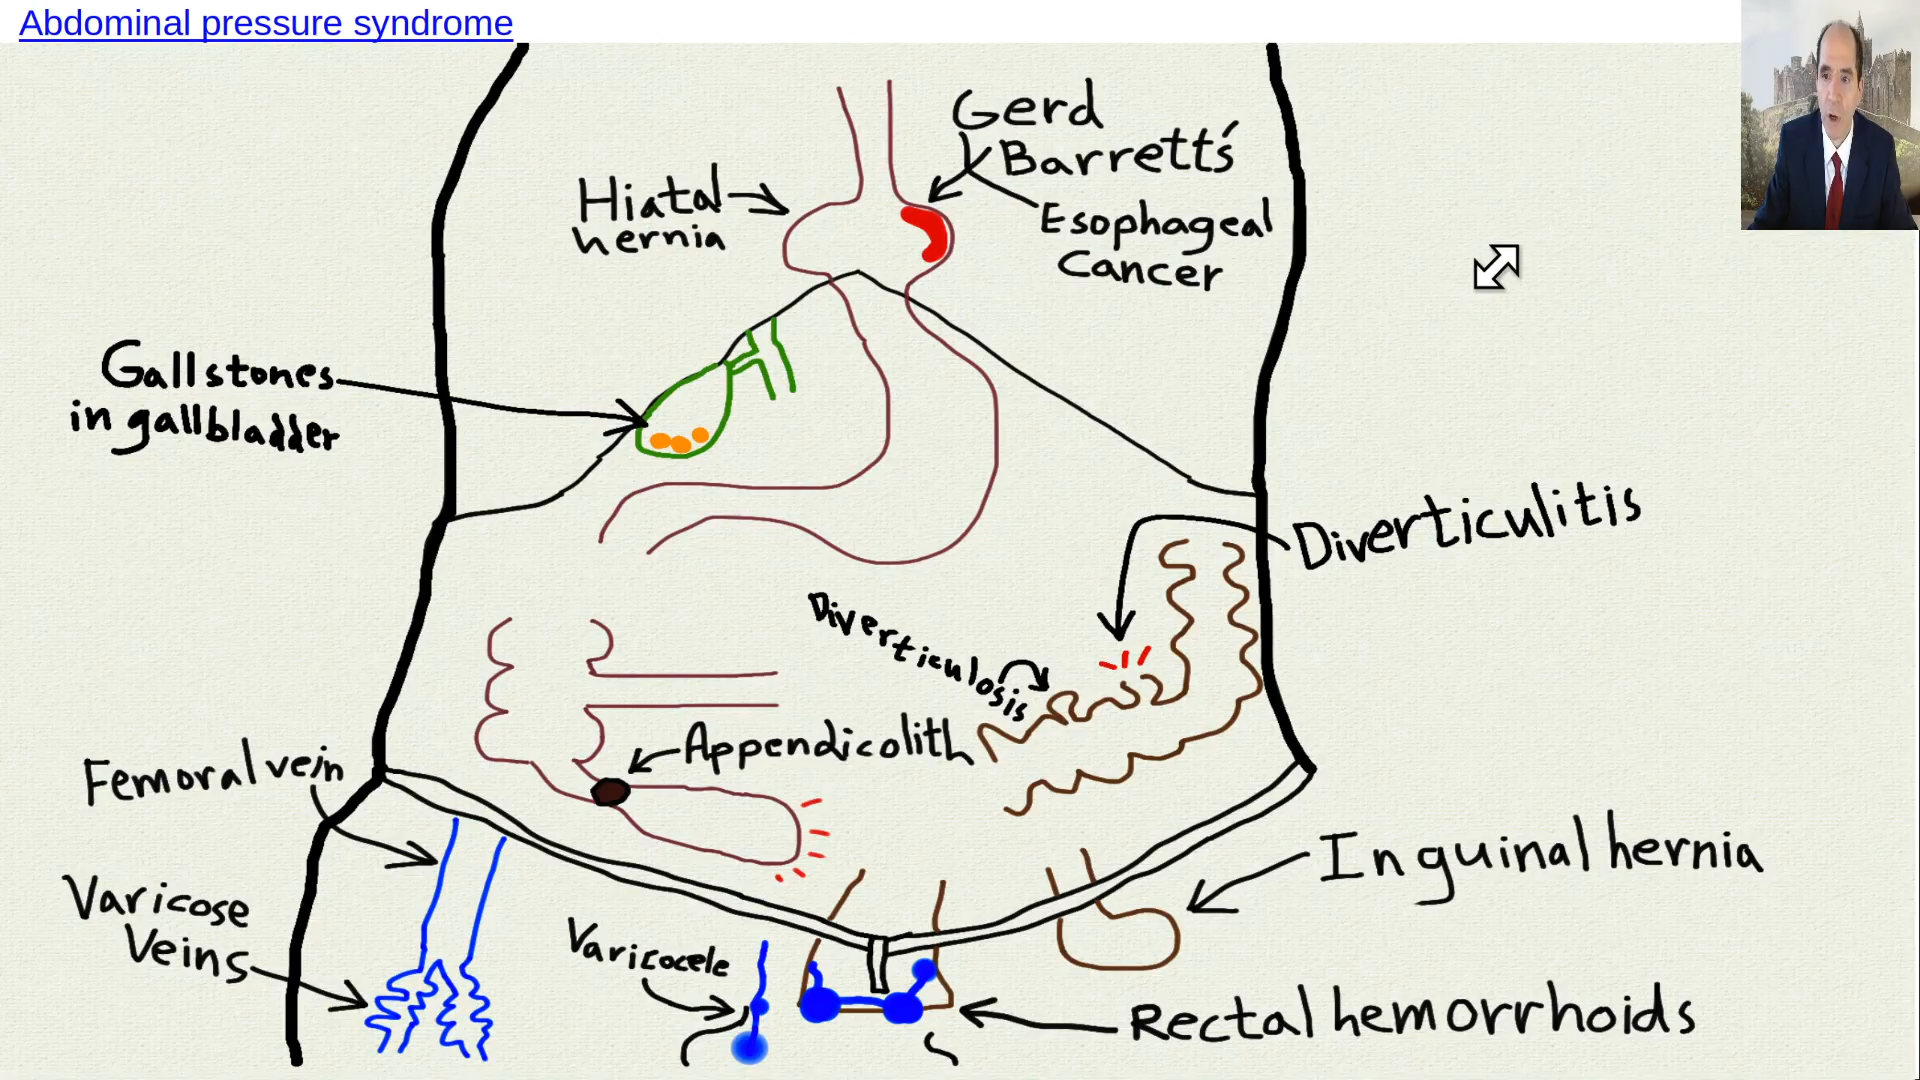 Abdominal pressure syndrome
Gerd
Barrett's
Esophageal
Cancer
Hiatal
hernia
Gallstones
in gallbladder
Diverticulitis
Diverticulosis
Appendicolith
Femoral vein
Varicose
Veins
Varicocele
Inguinal hernia
Rectal hemorrhoids